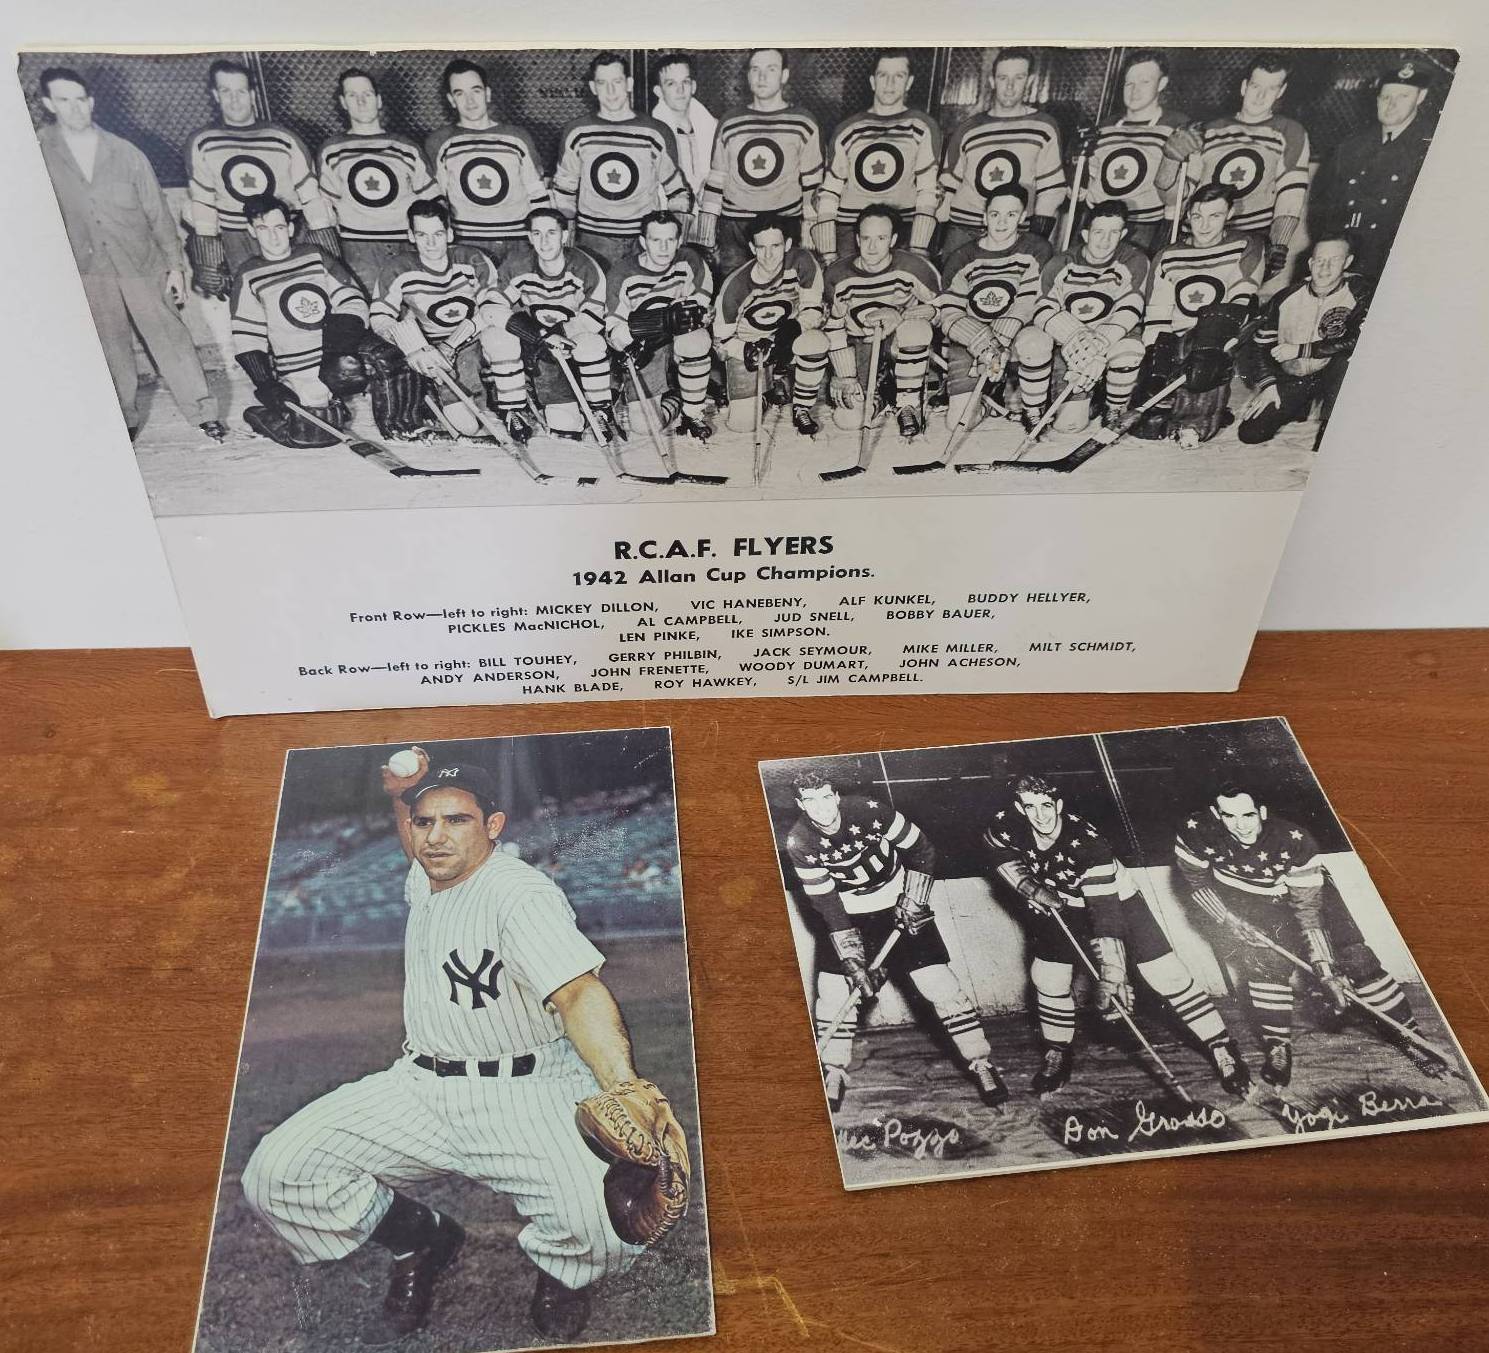 R.C.A.F. FLYERS
1942 Allan Cup Champions.
Front Row—left to right: MICKEY DILLON, VIC HANEBENY, ALF KUNKEL, BUDDY HELLYER,
PICKLES MacNICHOL, AL CAMPBELL, JUD SNELL, BOBBY BAUER,
LEN PINKE, IKE SIMPSON.
Back Row—left to right: BILL TOUHEY, GERRY PHILBIN, JACK SEYMOUR, MIKE MILLER, MILT SCHMIDT,
ANDY ANDERSON, JOHN FRENETTE, WOODY DUMART, JOHN ACHESON,
HANK BLADE, ROY HAWKEY, S/L JIM CAMPBELL.
NY
NY
Pozzo Don Grosso Yogi Berra